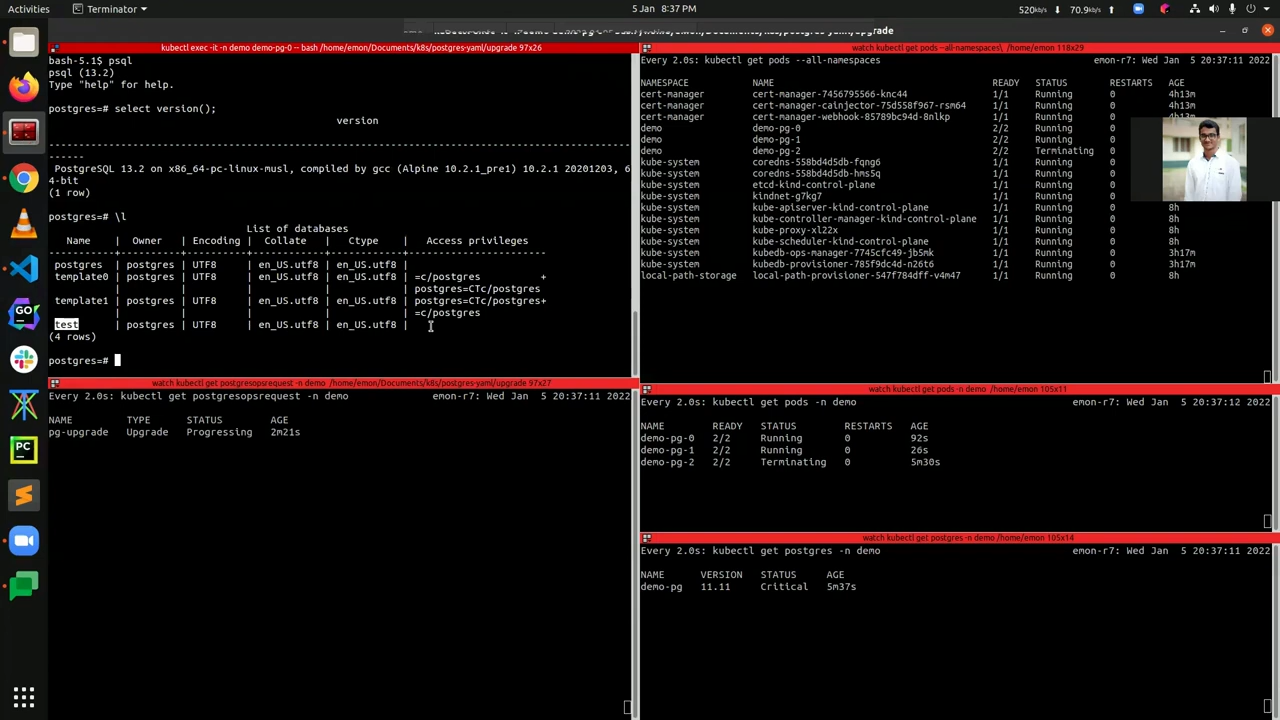 Activities
Terminator
5 Jan 8:37 PM
520kb/s
70.9kb/s
kubectl exec -it -n demo demo-pg-0 -- bash /home/emon/Documents/k8s/postgres-yaml/upgrade 97x26
bash-5.1$ psql
psql (13.2)
Type "help" for help.
postgres=# select version();
version
PostgreSQL 13.2 on x86_64-pc-linux-musl, compiled by gcc (Alpine 10.2.1_pre1) 10.2.1 20201203, 6
4-bit
(1 row)
postgres=# \l
List of databases
Name | Owner | Encoding | Collate | Ctype | Access privileges
postgres | postgres | UTF8 | en_US.utf8 | en_US.utf8 |
template0 | postgres | UTF8 | en_US.utf8 | en_US.utf8 | =c/postgres +
| | | | | postgres=CTc/postgres
template1 | postgres | UTF8 | en_US.utf8 | en_US.utf8 | postgres=CTc/postgres+
| | | | | =c/postgres
test | postgres | UTF8 | en_US.utf8 | en_US.utf8 |
(4 rows)
postgres=#
watch kubectl get postgresopsrequest -n demo /home/emon/Documents/k8s/postgres-yaml/upgrade 97x27
Every 2.0s: kubectl get postgresopsrequest -n demo emon-r7: Wed Jan 5 20:37:11 2022
NAME TYPE STATUS AGE
pg-upgrade Upgrade Progressing 2m21s
watch kubectl get pods --all-namespaces\ /home/emon 118x29
Every 2.0s: kubectl get pods --all-namespaces emon-r7: Wed Jan 5 20:37:11 2022
NAMESPACE NAME READY STATUS RESTARTS AGE
cert-manager cert-manager-7456795566-knc44 1/1 Running 0 4h13m
cert-manager cert-manager-cainjector-75d558f967-rsm64 1/1 Running 0 4h13m
cert-manager cert-manager-webhook-85789bc94d-8nlkp 1/1 Running 0 4h13m
demo demo-pg-0 2/2 Running 0
demo demo-pg-1 2/2 Running 0
demo demo-pg-2 2/2 Terminating 0
kube-system coredns-558bd4d5db-fqng6 1/1 Running 0
kube-system coredns-558bd4d5db-hms5q 1/1 Running 0
kube-system etcd-kind-control-plane 1/1 Running 0
kube-system kindnet-g7kg7 1/1 Running 0
kube-system kube-apiserver-kind-control-plane 1/1 Running 0 8h
kube-system kube-controller-manager-kind-control-plane 1/1 Running 0 8h
kube-system kube-proxy-xl22x 1/1 Running 0 8h
kube-system kube-scheduler-kind-control-plane 1/1 Running 0 8h
kube-system kubedb-ops-manager-7745cfc49-jb5mk 1/1 Running 0 3h17m
kube-system kubedb-provisioner-785f9dc4d-n26t6 1/1 Running 0 3h17m
local-path-storage local-path-provisioner-547f784dff-v4m47 1/1 Running 0 8h
watch kubectl get pods -n demo /home/emon 105x11
Every 2.0s: kubectl get pods -n demo emon-r7: Wed Jan 5 20:37:12 2022
NAME READY STATUS RESTARTS AGE
demo-pg-0 2/2 Running 0 92s
demo-pg-1 2/2 Running 0 26s
demo-pg-2 2/2 Terminating 0 5m30s
watch kubectl get postgres -n demo /home/emon 105x14
Every 2.0s: kubectl get postgres -n demo emon-r7: Wed Jan 5 20:37:11 2022
NAME VERSION STATUS AGE
demo-pg 11.11 Critical 5m37s
GO
PC